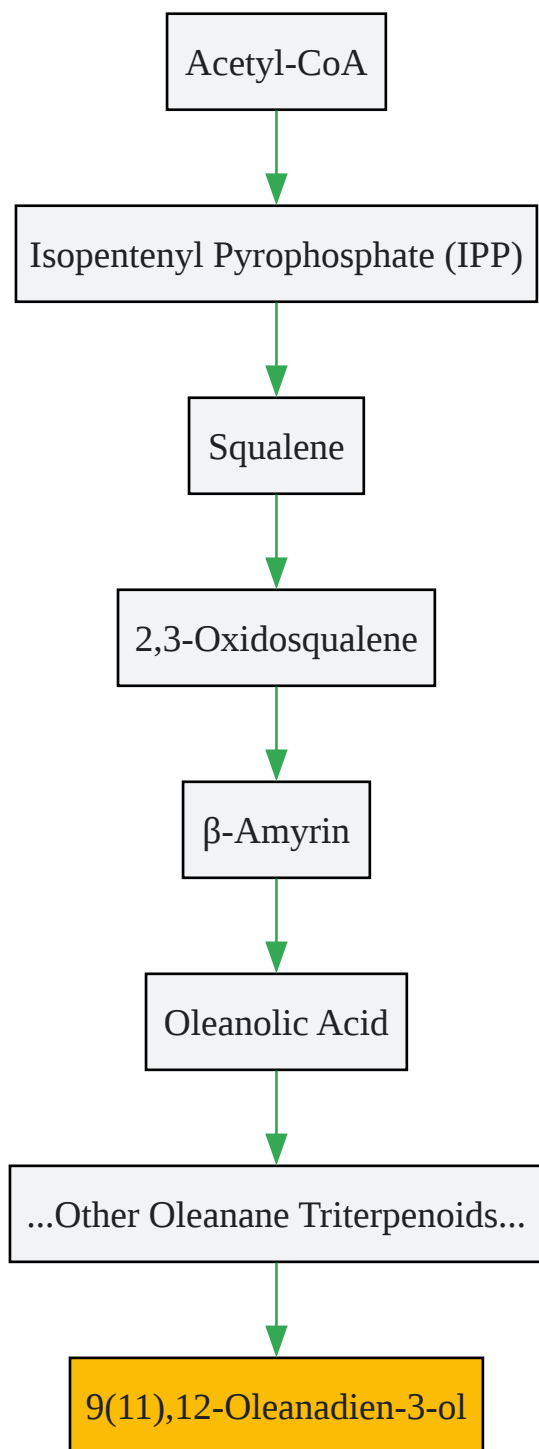 Acetyl-CoA
Isopentenyl Pyrophosphate (IPP)
Squalene
2,3-Oxidosqualene
β-Amyrin
Oleanolic Acid
...Other Oleanane Triterpenoids...
9(11),12-Oleanadien-3-ol